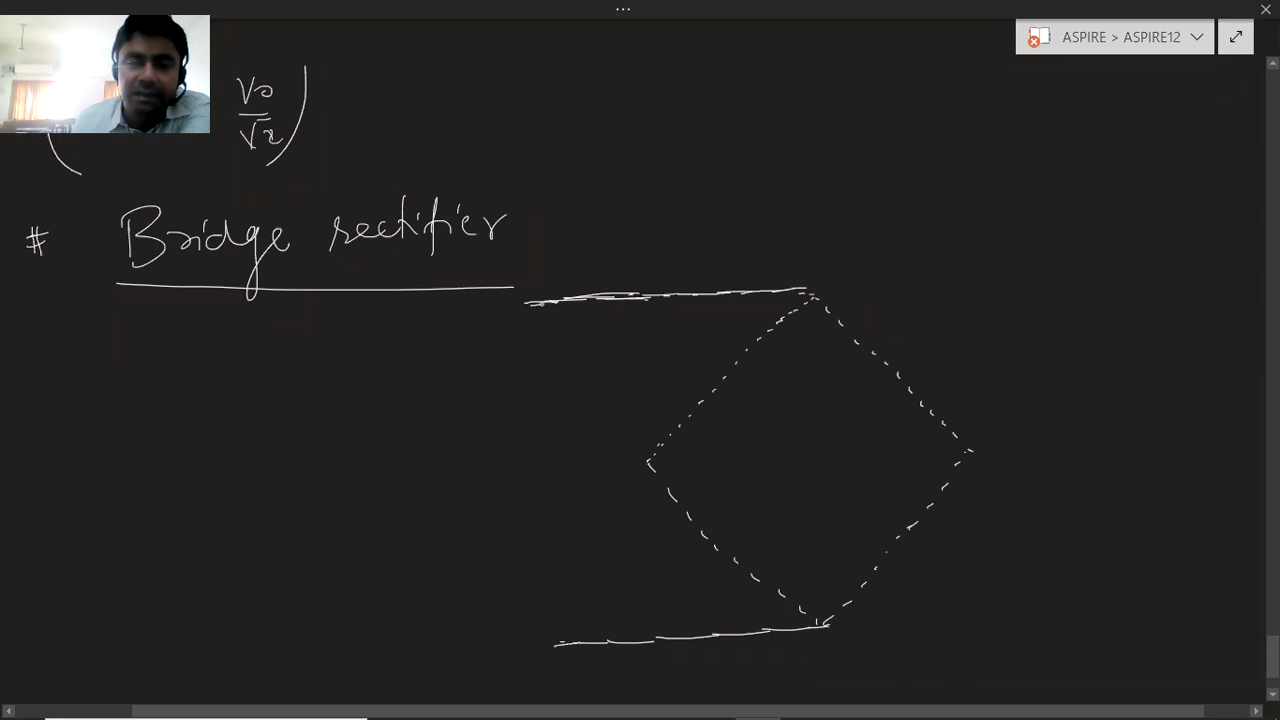 ASPIRE > ASPIRE12
V0
√2
# Bridge rectifier